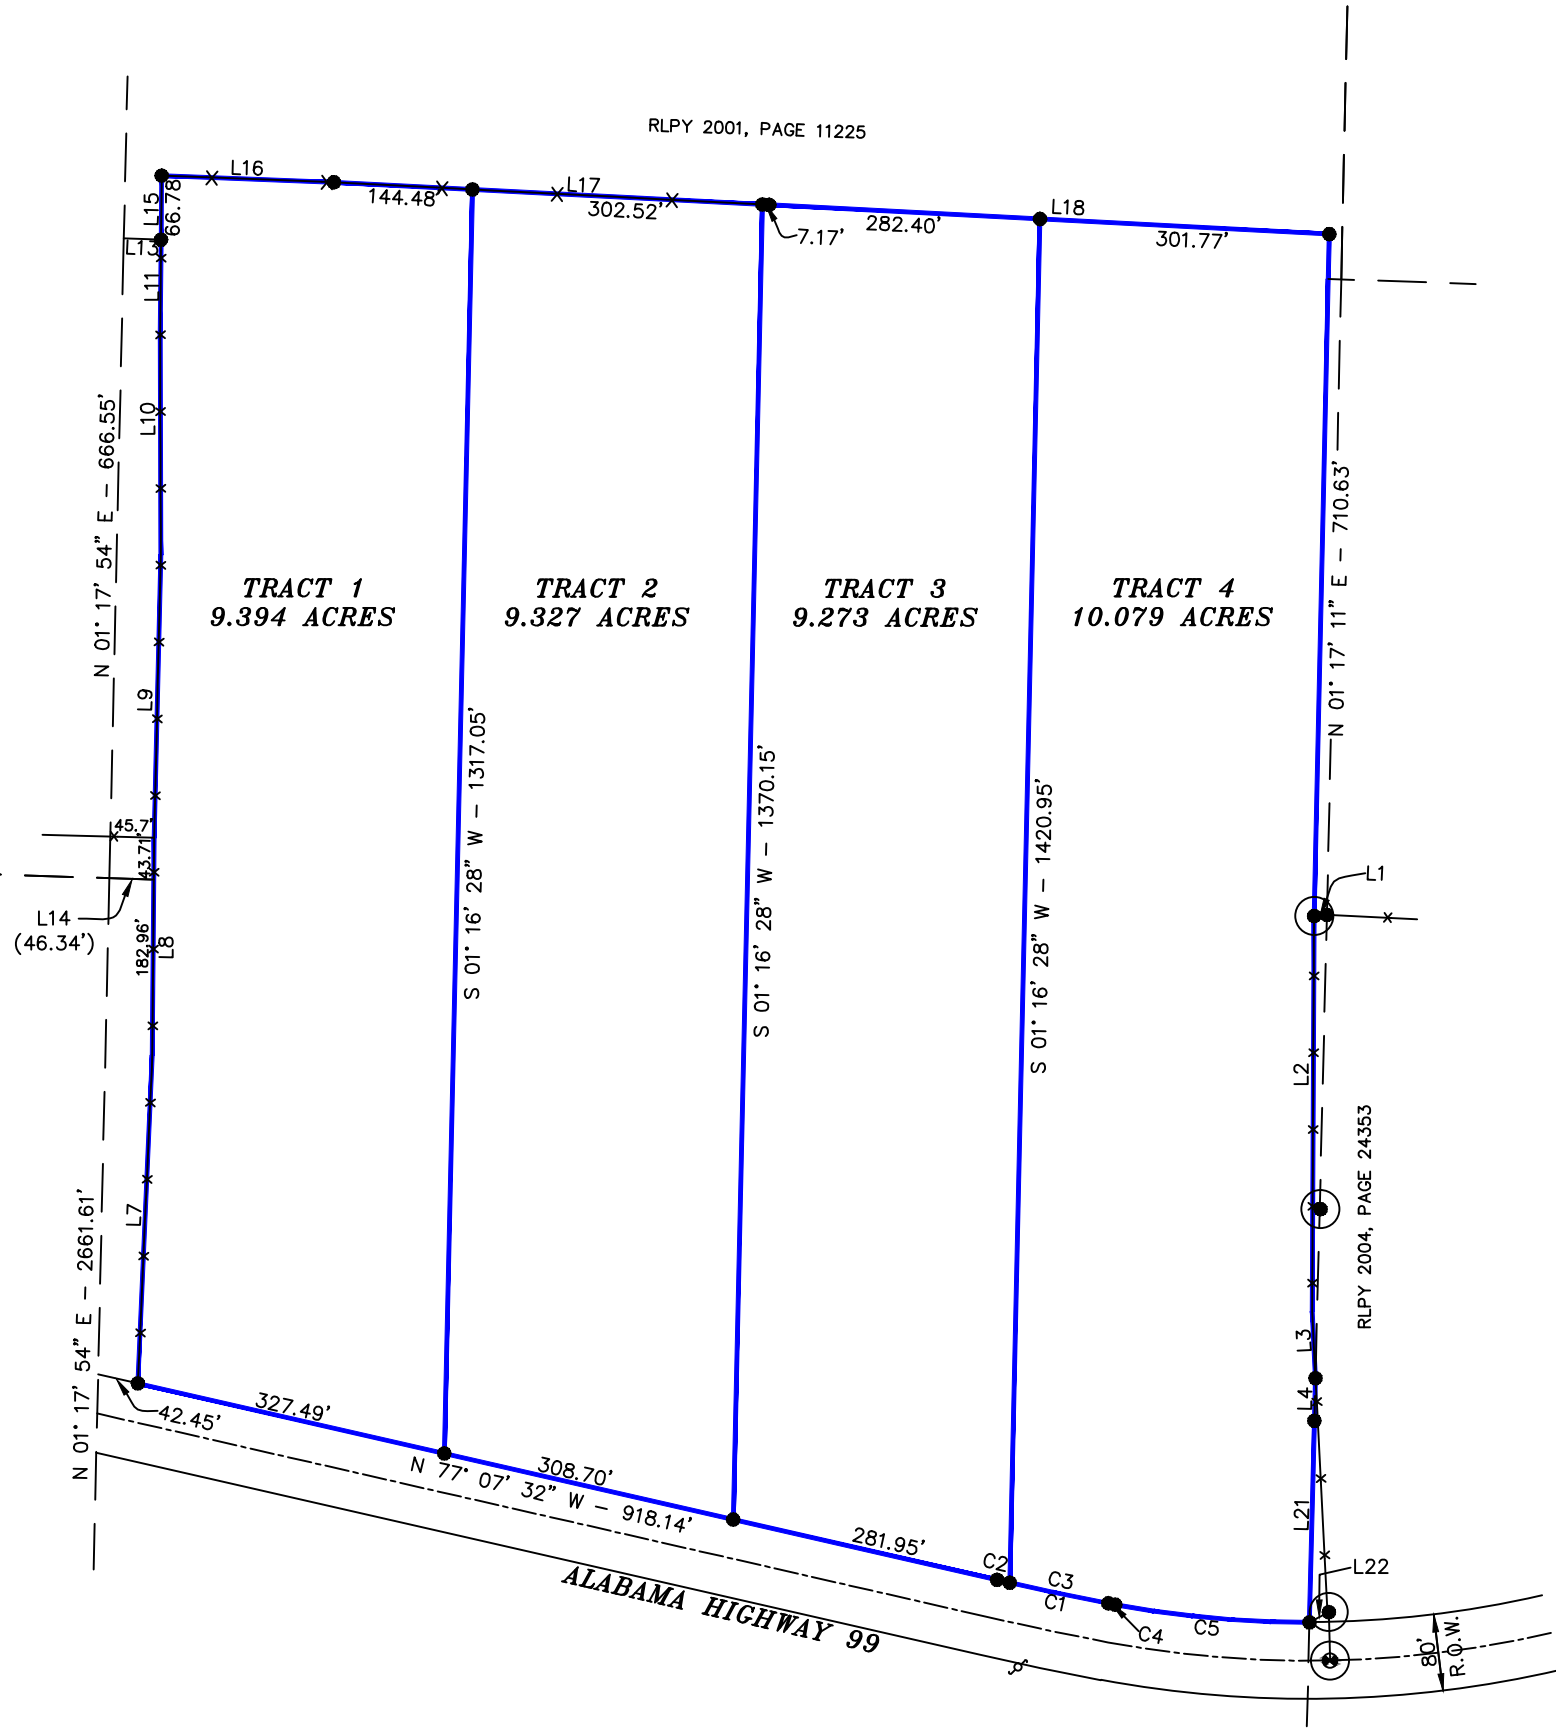 RLPY 2001, PAGE 11225
L16
L17
L18
144.48'
302.52'
7.17'
282.40'
301.77'
L15
66.78'
L13
L11
L10
N 01° 17' 54" E - 666.55'
L9
TRACT 1
9.394 ACRES
TRACT 2
9.327 ACRES
TRACT 3
9.273 ACRES
TRACT 4
10.079 ACRES
N 01° 17' 11" E - 710.63'
S 01° 16' 28" W - 1317.05'
S 01° 16' 28" W - 1370.15'
S 01° 16' 28" W - 1420.95'
45.7'
43.71'
L14
(46.34')
182.96'
L8
L1
L2
L7
N 01° 17' 54" E - 2661.61'
RLPY 2004, PAGE 24353
L3
L4
L21
L22
42.45'
327.49'
308.70'
N 77° 07' 32" W - 918.14'
281.95'
C2
C3
C1
C4
C5
ALABAMA HIGHWAY 99
80'
R.O.W.